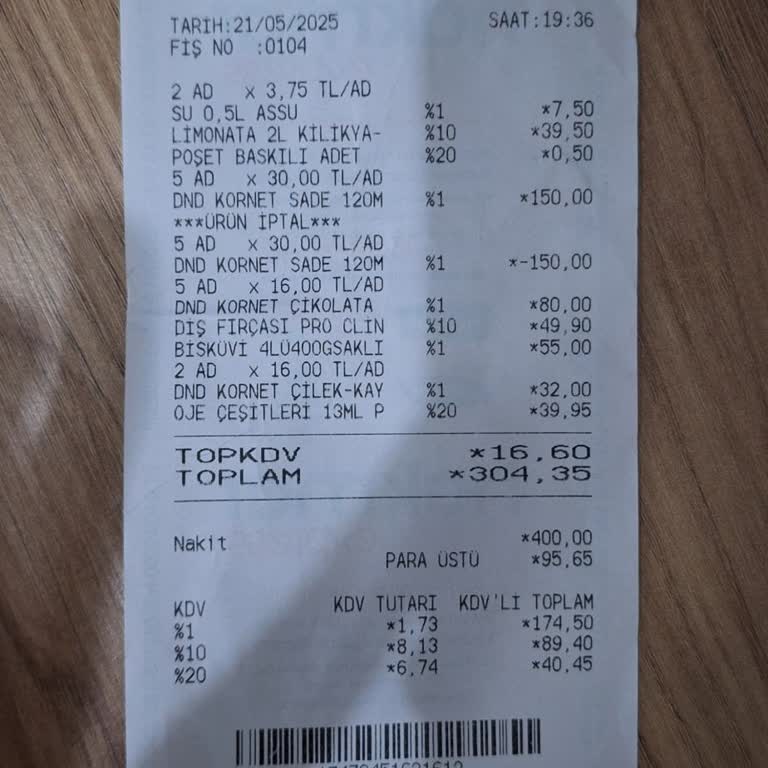 TARİH:21/05/2025 SAAT:19:36
FİŞ NO :0104
2 AD x 3,75 TL/AD
SU 0,5L ASSU %1 *7,50
LİMONATA 2L KİLİKYA- %10 *39,50
POŞET BASKILI ADET %20 *0,50
5 AD x 30,00 TL/AD
DND KORNET SADE 120M %1 *150,00
***ÜRÜN İPTAL***
5 AD x 30,00 TL/AD
DND KORNET SADE 120M %1 *-150,00
5 AD x 16,00 TL/AD
DND KORNET ÇİKOLATA %1 *80,00
DİŞ FIRÇASI PRO CLIN %10 *49,90
BİSKÜVİ 4LÜ400GSAKLI %1 *55,00
2 AD x 16,00 TL/AD
DND KORNET ÇİLEK-KAY %1 *32,00
OJE ÇEŞİTLERİ 13ML P %20 *39,95
TOPKDV *16,60
TOPLAM *304,35
Nakit *400,00
PARA ÜSTÜ *95,65
KDV KDV TUTARI KDV'Lİ TOPLAM
%1 *1,73 *174,50
%10 *8,13 *89,40
%20 *6,74 *40,45